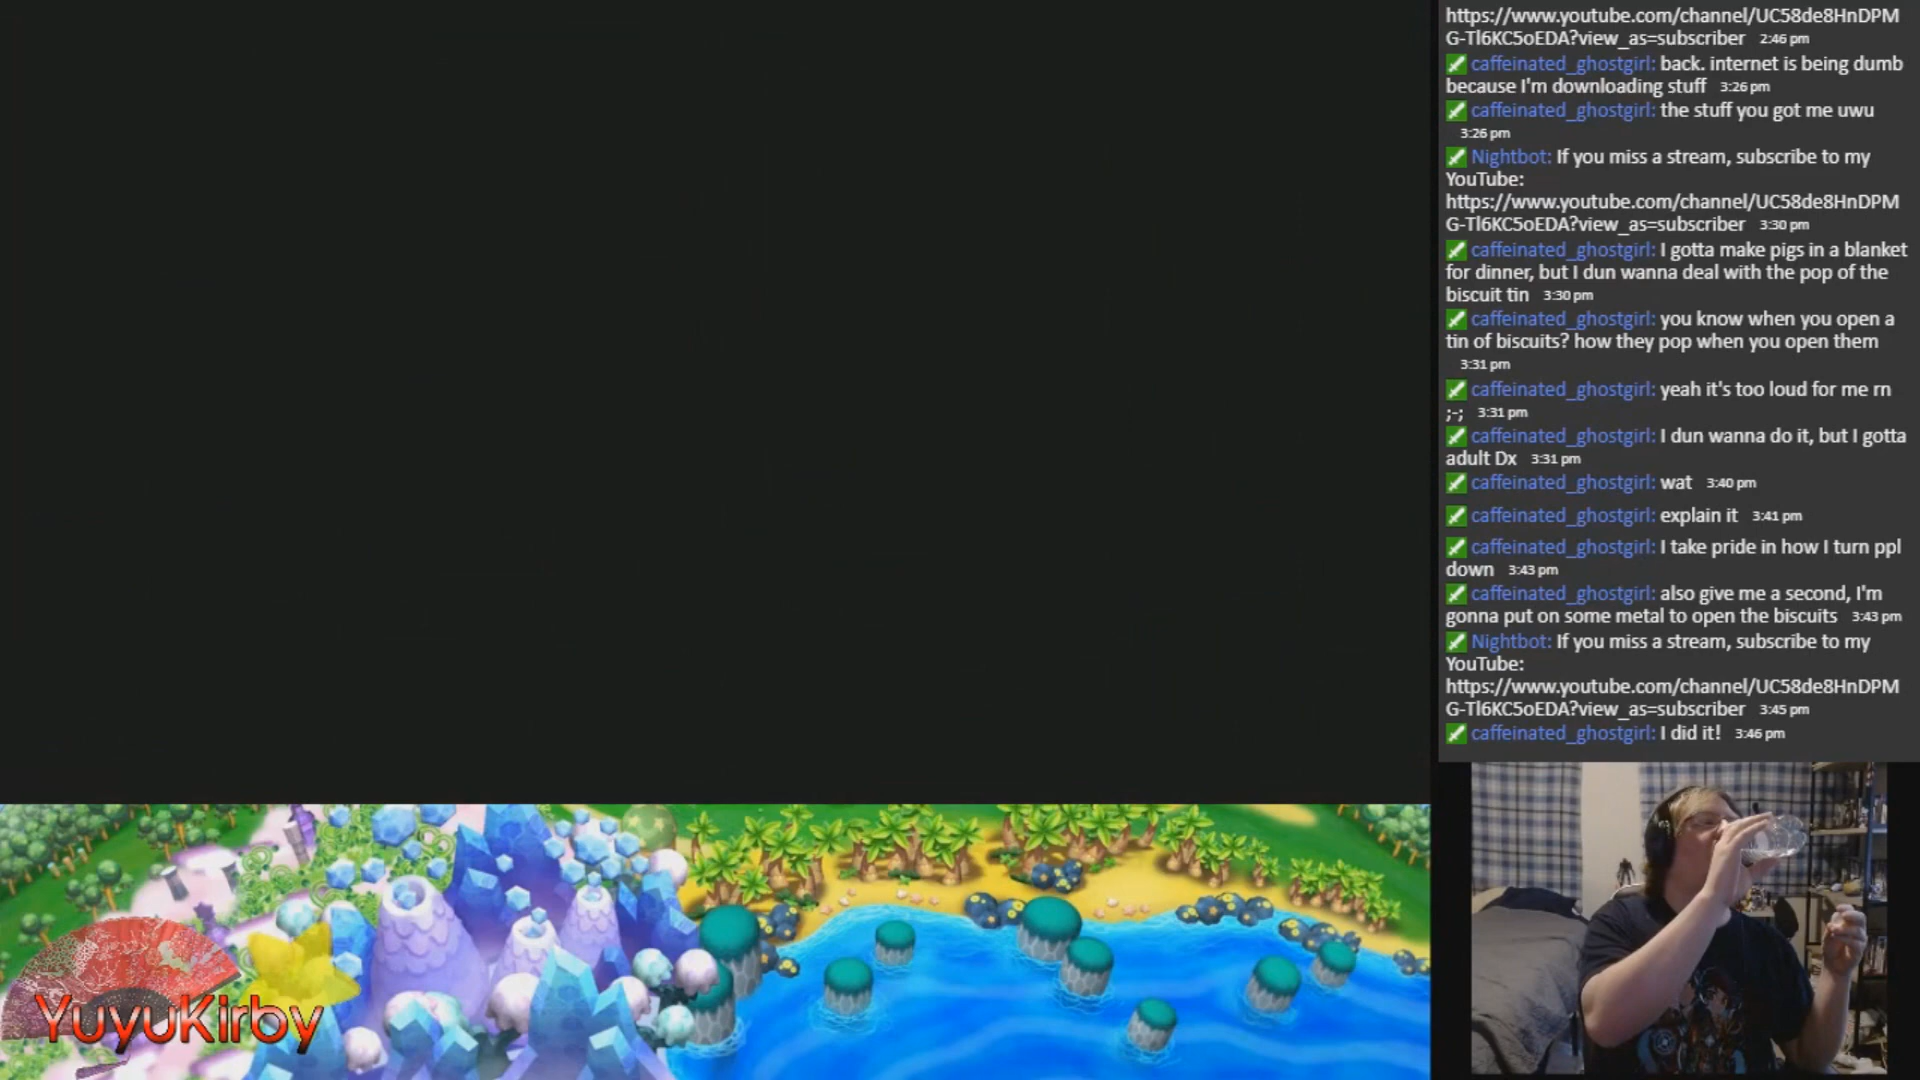 https://www.youtube.com/channel/UC58de8HnDPM
G-Tl6KC5oEDA?view_as=subscriber 2:46 pm
caffeinated_ghostgirl: back. internet is being dumb
because I'm downloading stuff 3:26 pm
caffeinated_ghostgirl: the stuff you got me uwu
3:26 pm
Nightbot: If you miss a stream, subscribe to my
YouTube:
https://www.youtube.com/channel/UC58de8HnDPM
G-Tl6KC5oEDA?view_as=subscriber 3:30 pm
caffeinated_ghostgirl: I gotta make pigs in a blanket
for dinner, but I dun wanna deal with the pop of the
biscuit tin 3:30 pm
caffeinated_ghostgirl: you know when you open a
tin of biscuits? how they pop when you open them
3:31 pm
caffeinated_ghostgirl: yeah it's too loud for me rn
;-; 3:31 pm
caffeinated_ghostgirl: I dun wanna do it, but I gotta
adult Dx 3:31 pm
caffeinated_ghostgirl: wat 3:40 pm
caffeinated_ghostgirl: explain it 3:41 pm
caffeinated_ghostgirl: I take pride in how I turn ppl
down 3:43 pm
caffeinated_ghostgirl: also give me a second, I'm
gonna put on some metal to open the biscuits 3:43 pm
Nightbot: If you miss a stream, subscribe to my
YouTube:
https://www.youtube.com/channel/UC58de8HnDPM
G-Tl6KC5oEDA?view_as=subscriber 3:45 pm
caffeinated_ghostgirl: I did it! 3:46 pm
YuyuKirby